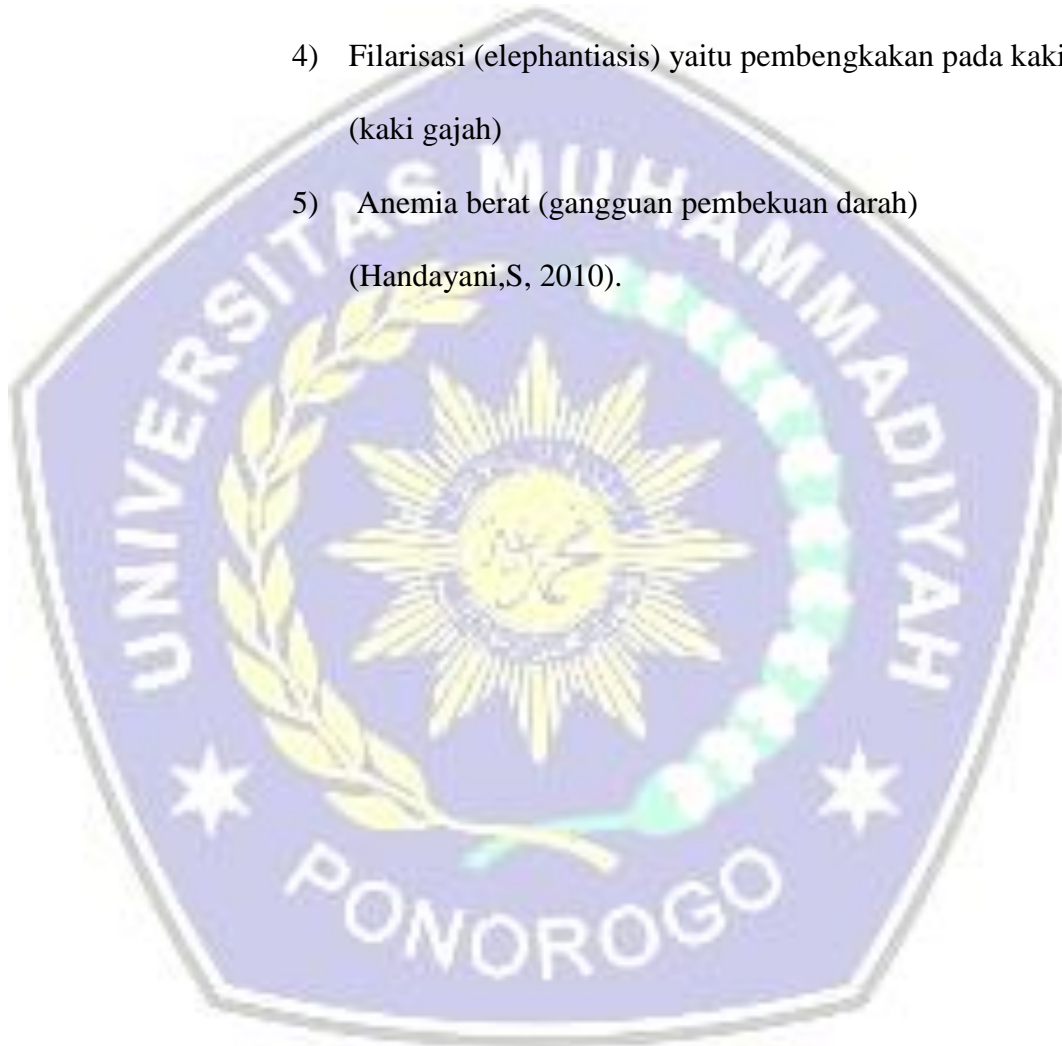 4) Filarisasi (elephantiasis) yaitu pembengkakan pada kaki
(kaki gajah)
5) Anemia berat (gangguan pembekuan darah)
(Handayani,S, 2010).
UNIVERSITAS MUHAMMADIYAH
PONOROGO